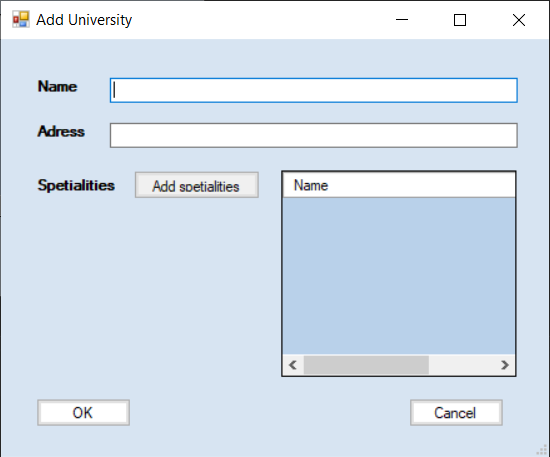 Add University
Name
Adress
Spetialities
Add spetialities
Name
OK
Cancel